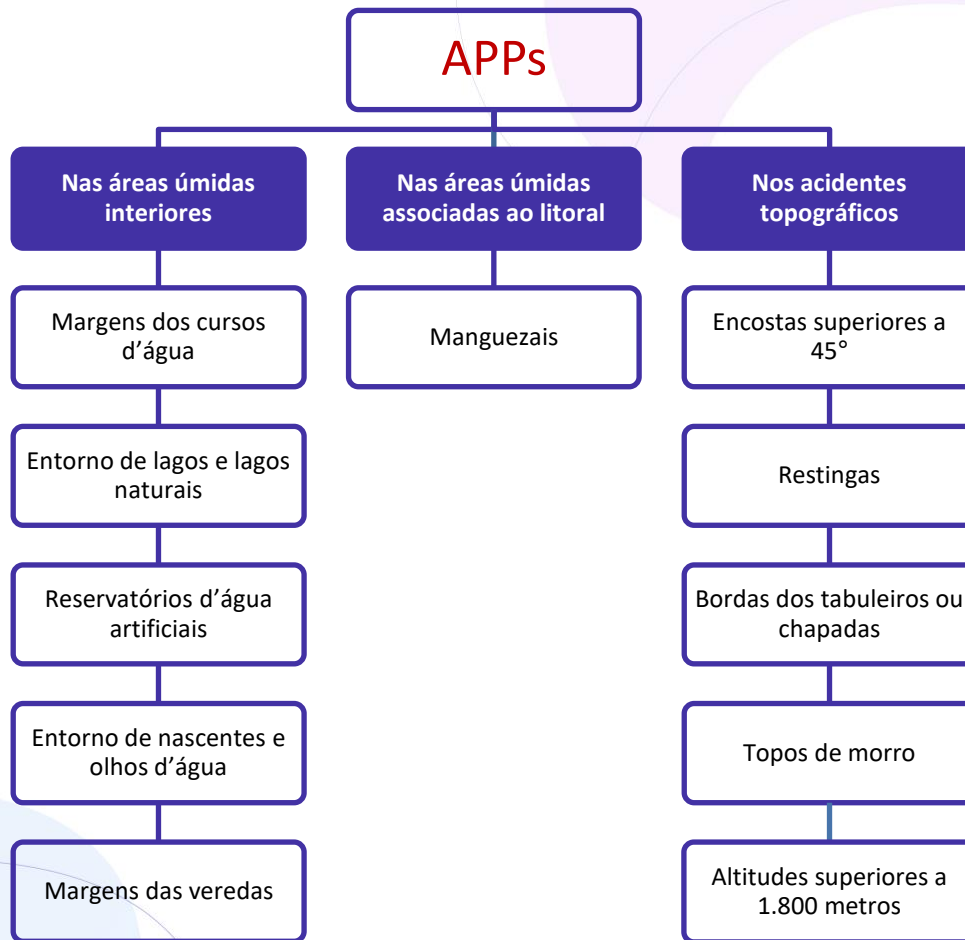 APPs
Nas áreas úmidas
interiores
Margens dos cursos
d’água
Entorno de lagos e lagos
naturais
Reservatórios d’água
artificiais
Entorno de nascentes e
olhos d’água
Margens das veredas
Nas áreas úmidas
associadas ao litoral
Manguezais
Nos acidentes
topográficos
Encostas superiores a
45°
Restingas
Bordas dos tabuleiros ou
chapadas
Topos de morro
Altitudes superiores a
1.800 metros